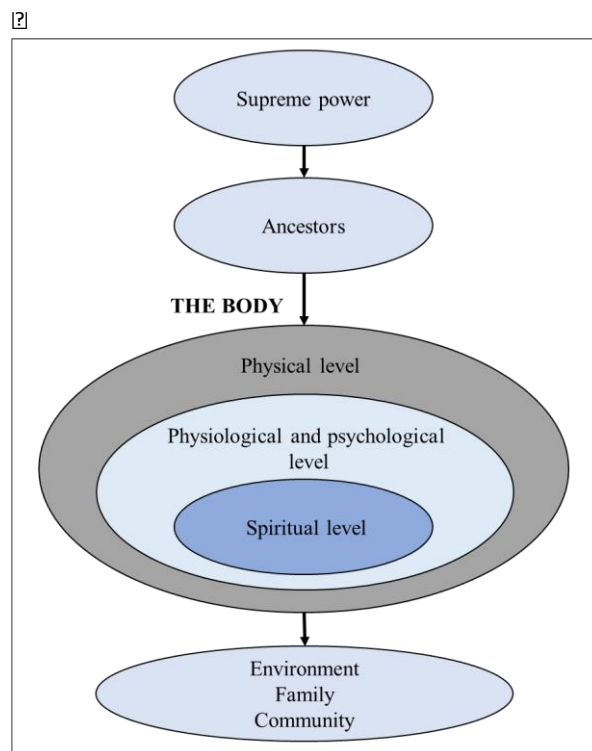 Supreme power
Ancestors
THE BODY
Physical level
Physiological and psychological
level
Spiritual level
Environment
Family
Community